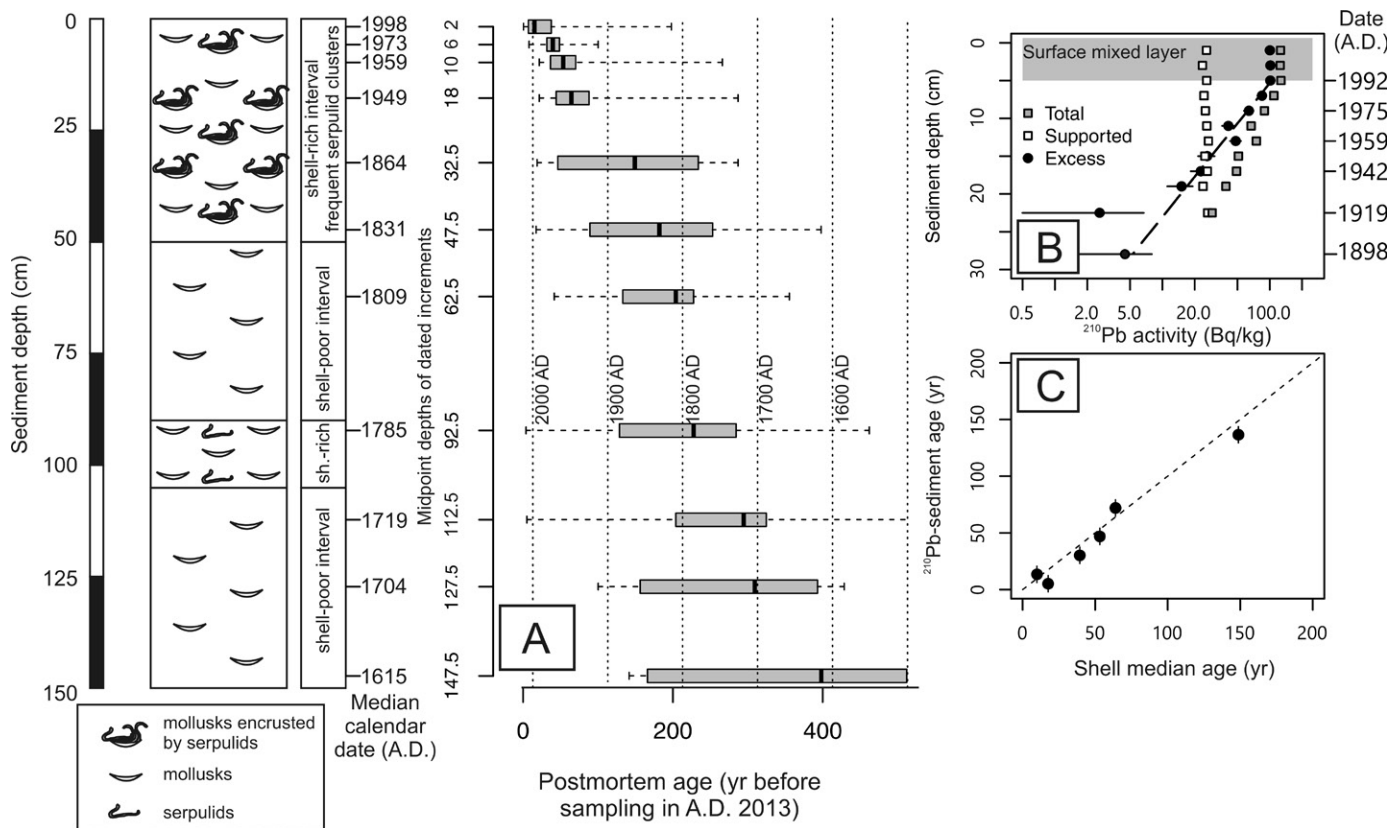 0
25
50
75
100
125
150
Sediment depth (cm)
shell-rich interval
frequent serpulid clusters
shell-poor interval
sh.-rich
shell-poor interval
1998
1973
1959
1949
1864
1831
1809
1785
1719
1704
1615
Median
calendar
date (A.D.)
mollusks encrusted
by serpulids
mollusks
serpulids
Midpoint depths of dated increments
2
6
10
18
32.5
47.5
62.5
92.5
112.5
127.5
147.5
2000 AD
1900 AD
1800 AD
1700 AD
1600 AD
A
0 200 400
Postmortem age (yr before
sampling in A.D. 2013)
Date
(A.D.)
Surface mixed layer
Total
Supported
Excess
B
Sediment depth (cm)
0
10
20
30
1992
1975
1959
1942
1919
1898
0.5 2.0 5.0 20.0 100.0
²¹⁰Pb activity (Bq/kg)
C
²¹⁰Pb-sediment age (yr)
200
150
100
50
0
0 50 100 150 200
Shell median age (yr)